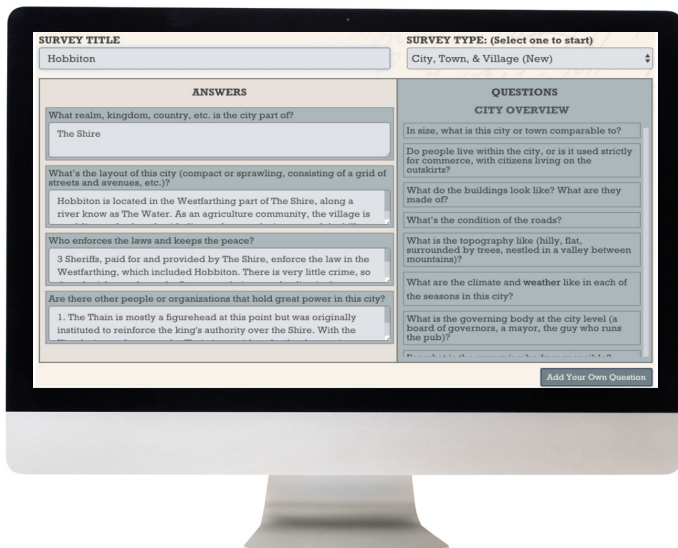 SURVEY TITLE
Hobbiton
SURVEY TYPE: (Select one to start)
City, Town, & Village (New)
ANSWERS
What realm, kingdom, country, etc. is the city part of?
The Shire
What's the layout of this city (compact or sprawling, consisting of a grid of
streets and avenues, etc.)?
Hobbiton is located in the Westfarthing part of The Shire, along a
river know as The Water. As an agriculture community, the village is
Who enforces the laws and keeps the peace?
3 Sheriffs, paid for and provided by The Shire, enforce the law in the
Westfarthing, which included Hobbiton. There is very little crime, so
Are there other people or organizations that hold great power in this city?
1. The Thain is mostly a figurehead at this point but was originally
instituted to reinforce the king's authority over the Shire. With the
QUESTIONS
CITY OVERVIEW
In size, what is this city or town comparable to?
Do people live within the city, or is it used strictly
for commerce, with citizens living on the
outskirts?
What do the buildings look like? What are they
made of?
What's the condition of the roads?
What is the topography like (hilly, flat,
surrounded by trees, nestled in a valley between
mountains)?
What are the climate and weather like in each of
the seasons in this city?
What is the governing body at the city level (a
board of governors, a mayor, the guy who runs
the pub)?
Add Your Own Question